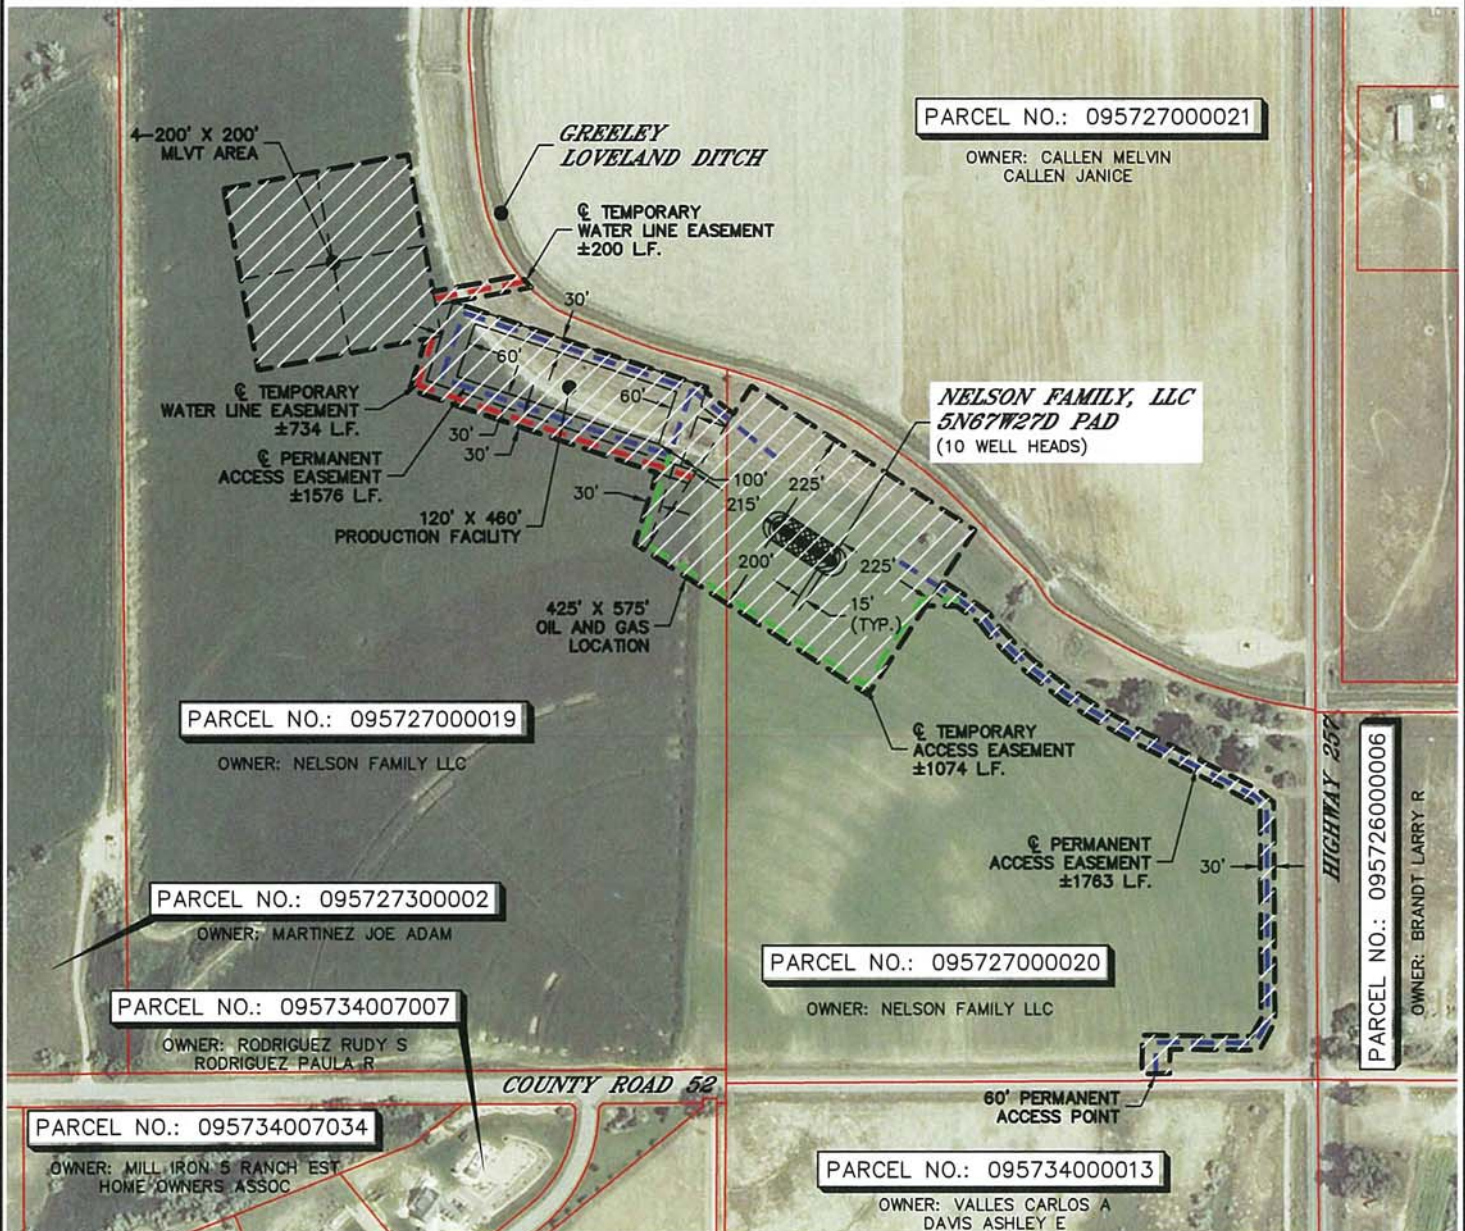 PARCEL NO.: 095727000021
OWNER: CALLEN MELVIN
CALLEN JANICE
4-200' X 200'
MLVT AREA
GREELEY
LOVELAND DITCH
℄ TEMPORARY
WATER LINE EASEMENT
±200 L.F.
30'
60'
60'
30'
30'
℄ TEMPORARY
WATER LINE EASEMENT
±734 L.F.
℄ PERMANENT
ACCESS EASEMENT
±1576 L.F.
120' X 460'
PRODUCTION FACILITY
30'
100'
215'
225'
200'
225'
15'
(TYP.)
NELSON FAMILY, LLC
5N67W27D PAD
(10 WELL HEADS)
425' X 575'
OIL AND GAS
LOCATION
PARCEL NO.: 095727000019
OWNER: NELSON FAMILY LLC
℄ TEMPORARY
ACCESS EASEMENT
±1074 L.F.
℄ PERMANENT
ACCESS EASEMENT
±1763 L.F.
30'
HIGHWAY 257
PARCEL NO.: 095726000006
OWNER: BRANDT LARRY R
PARCEL NO.: 095727300002
OWNER: MARTINEZ JOE ADAM
PARCEL NO.: 095727000020
OWNER: NELSON FAMILY LLC
PARCEL NO.: 095734007007
OWNER: RODRIGUEZ RUDY S
RODRIGUEZ PAULA R
COUNTY ROAD 52
60' PERMANENT
ACCESS POINT
PARCEL NO.: 095734007034
OWNER: MILL IRON 5 RANCH EST
HOME OWNERS ASSOC
PARCEL NO.: 095734000013
OWNER: VALLES CARLOS A
DAVIS ASHLEY E